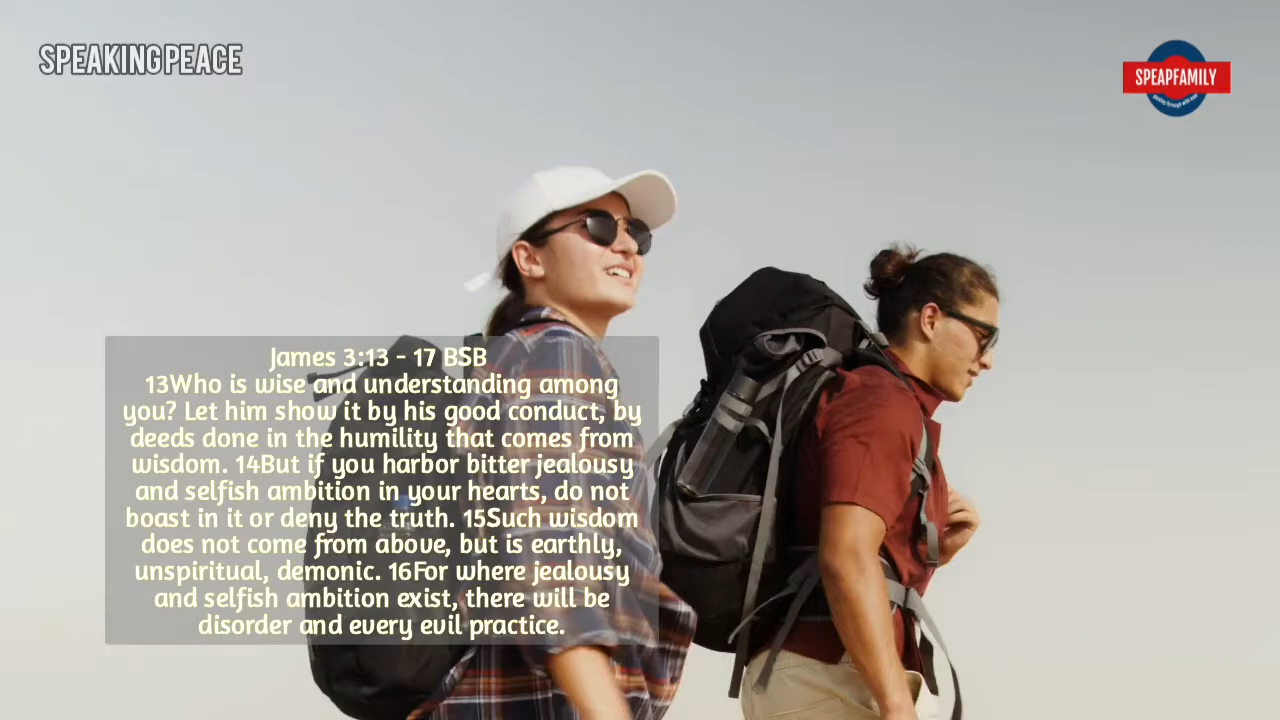 SPEAKING PEACE
SPEAPFAMILY
James 3:13 - 17 BSB
13Who is wise and understanding among
you? Let him show it by his good conduct, by
deeds done in the humility that comes from
wisdom. 14But if you harbor bitter jealousy
and selfish ambition in your hearts, do not
boast in it or deny the truth. 15Such wisdom
does not come from above, but is earthly,
unspiritual, demonic. 16For where jealousy
and selfish ambition exist, there will be
disorder and every evil practice.